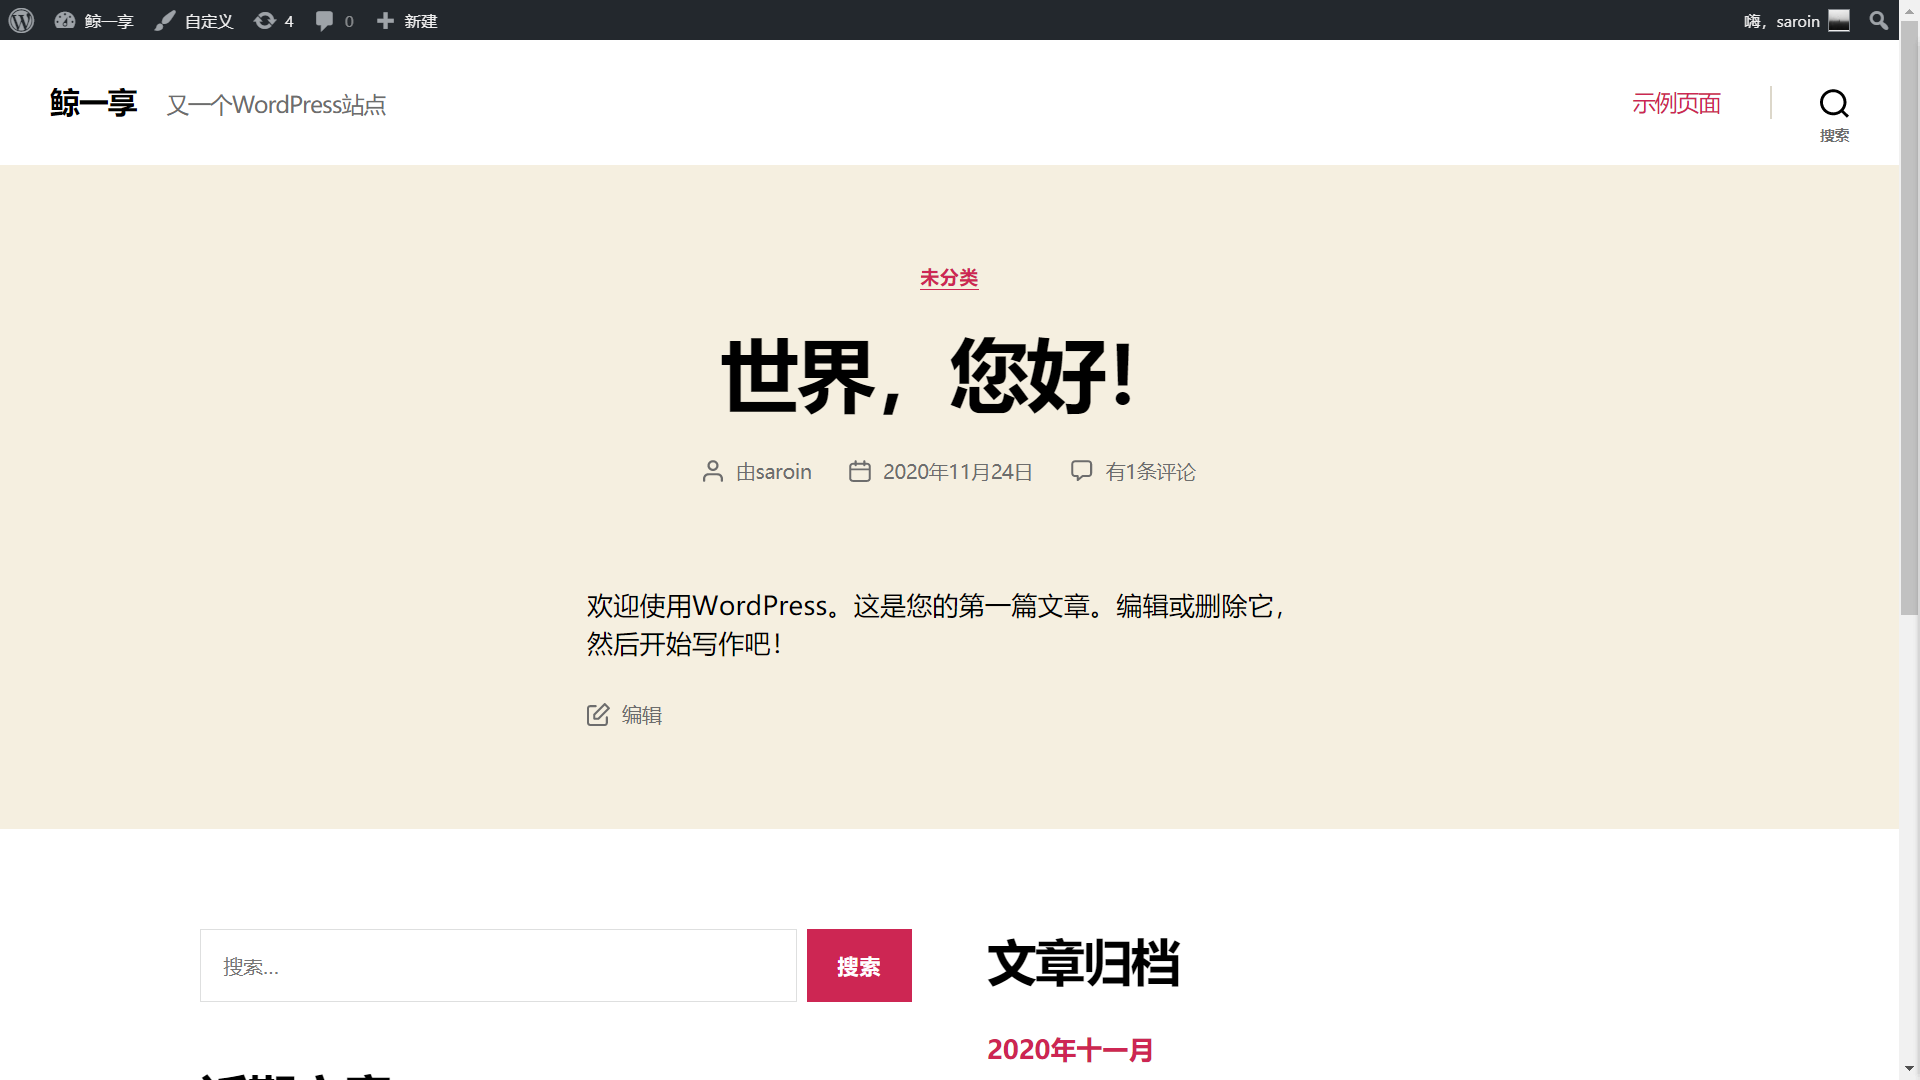 鲸一享 自定义 4 0 新建 嗨，saroin
鲸一享 又一个WordPress站点 示例页面
搜索
未分类
世界，您好！
由saroin 2020年11月24日 有1条评论
欢迎使用WordPress。这是您的第一篇文章。编辑或删除它，
然后开始写作吧！
编辑
搜索… 搜索
文章归档
2020年十一月
近期文章